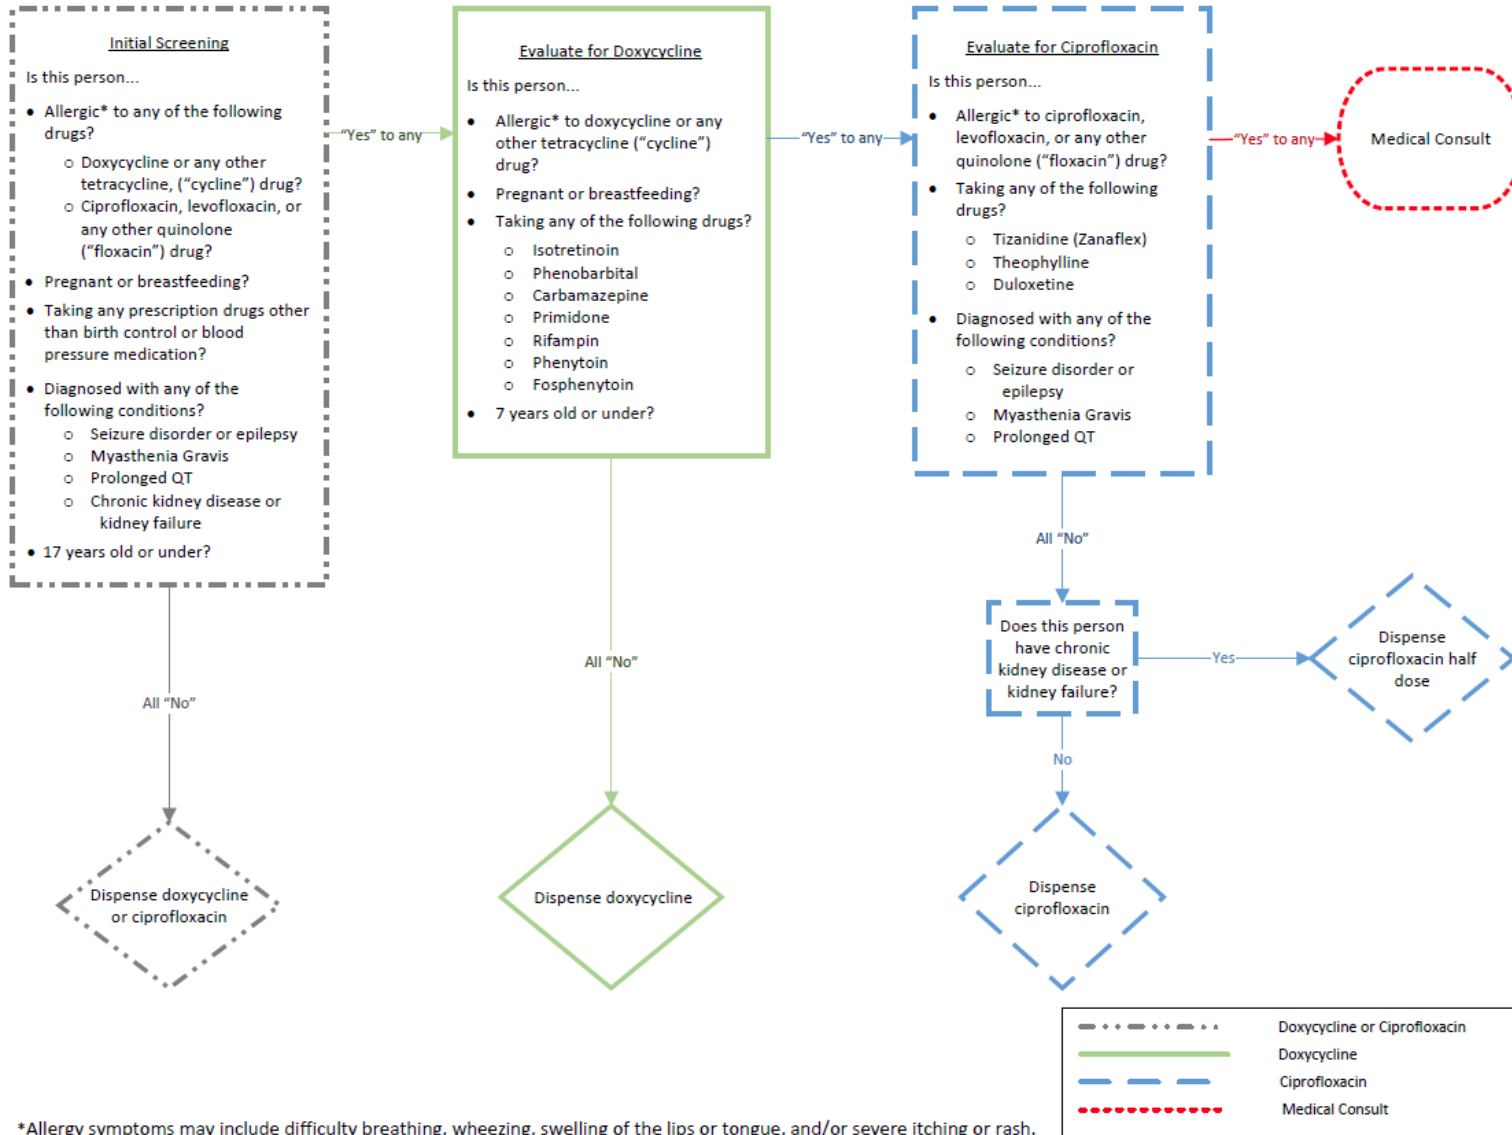 Initial Screening
Is this person...
● Allergic* to any of the following
drugs?
o Doxycycline or any other
tetracycline, (“cycline”) drug?
o Ciprofloxacin, levofloxacin, or
any other quinolone
(“floxacin”) drug?
● Pregnant or breastfeeding?
● Taking any prescription drugs other
than birth control or blood
pressure medication?
● Diagnosed with any of the
following conditions?
o Seizure disorder or epilepsy
o Myasthenia Gravis
o Prolonged QT
o Chronic kidney disease or
kidney failure
● 17 years old or under?
“Yes” to any
All “No”
Dispense doxycycline
or ciprofloxacin
Evaluate for Doxycycline
Is this person...
● Allergic* to doxycycline or any
other tetracycline (“cycline”)
drug?
● Pregnant or breastfeeding?
● Taking any of the following drugs?
o Isotretinoin
o Phenobarbital
o Carbamazepine
o Primidone
o Rifampin
o Phenytoin
o Fosphenytoin
● 7 years old or under?
“Yes” to any
All “No”
Dispense doxycycline
Evaluate for Ciprofloxacin
Is this person...
● Allergic* to ciprofloxacin,
levofloxacin, or any other
quinolone (“floxacin”) drug?
● Taking any of the following
drugs?
o Tizanidine (Zanaflex)
o Theophylline
o Duloxetine
● Diagnosed with any of the
following conditions?
o Seizure disorder or
epilepsy
o Myasthenia Gravis
o Prolonged QT
“Yes” to any
Medical Consult
All “No”
Does this person
have chronic
kidney disease or
kidney failure?
Yes
Dispense
ciprofloxacin half
dose
No
Dispense
ciprofloxacin
Doxycycline or Ciprofloxacin
Doxycycline
Ciprofloxacin
Medical Consult
*Allergy symptoms may include difficulty breathing, wheezing, swelling of the lips or tongue, and/or severe itching or rash.